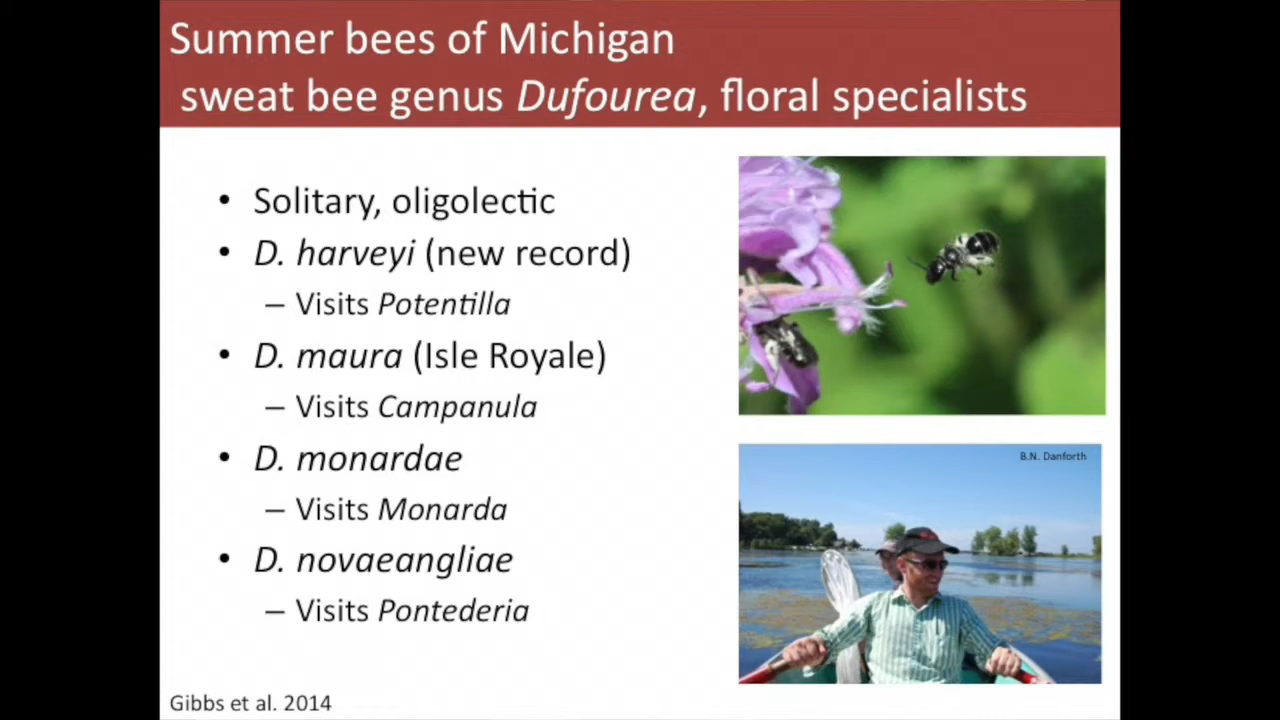 Summer bees of Michigan
sweat bee genus Dufourea, floral specialists
• Solitary, oligolectic
• D. harveyi (new record)
– Visits Potentilla
• D. maura (Isle Royale)
– Visits Campanula
• D. monardae
– Visits Monarda
• D. novaeangliae
– Visits Pontederia
B.N. Danforth
Gibbs et al. 2014